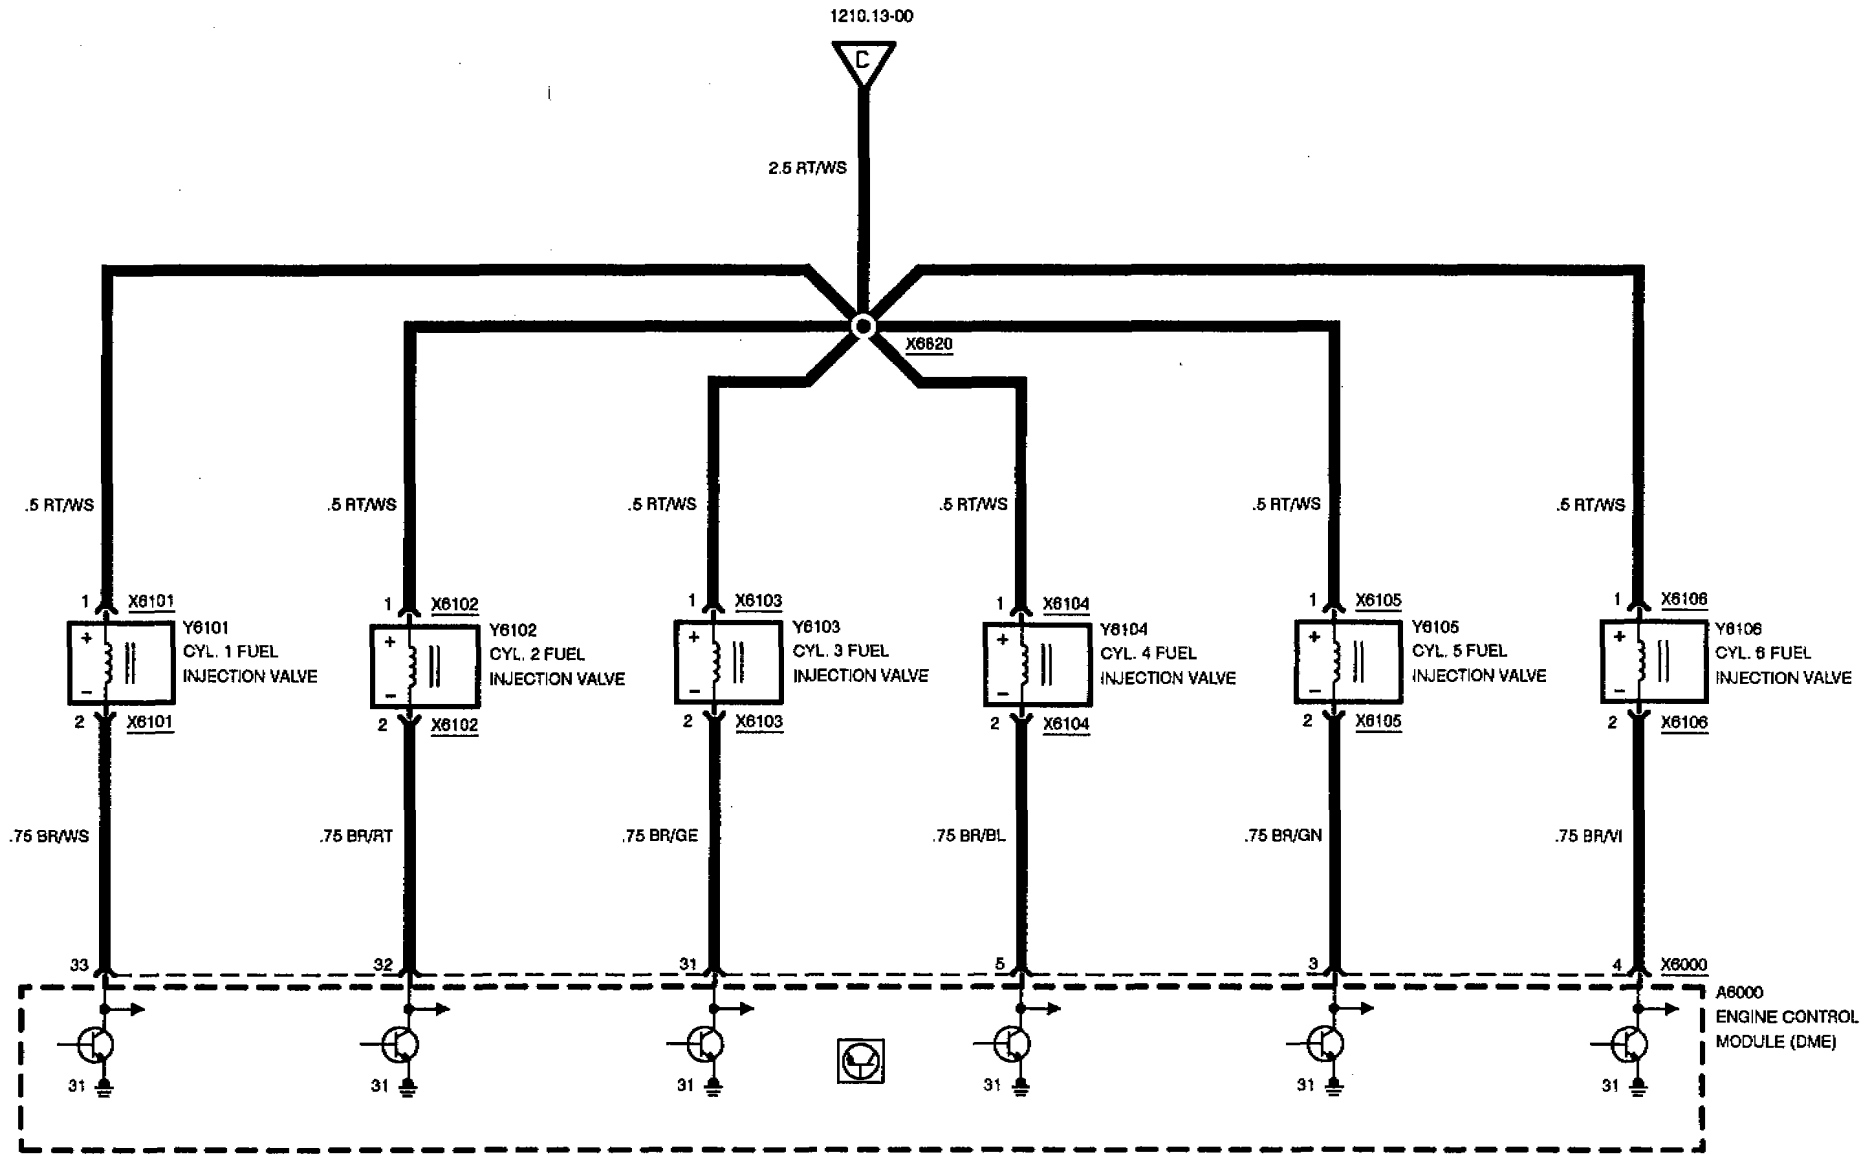 1210.13-00
C
2.5 RT/WS
X6820
.5 RT/WS
.5 RT/WS
.5 RT/WS
.5 RT/WS
.5 RT/WS
.5 RT/WS
1 X6101
1 X6102
1 X6103
1 X6104
1 X6105
1 X6106
+
−
Y6101
CYL. 1 FUEL
INJECTION VALVE
+
−
Y6102
CYL. 2 FUEL
INJECTION VALVE
+
−
Y6103
CYL. 3 FUEL
INJECTION VALVE
+
−
Y6104
CYL. 4 FUEL
INJECTION VALVE
+
−
Y6105
CYL. 5 FUEL
INJECTION VALVE
+
−
Y6106
CYL. 6 FUEL
INJECTION VALVE
2 X6101
2 X6102
2 X6103
2 X6104
2 X6105
2 X6106
.75 BR/WS
.75 BR/RT
.75 BR/GE
.75 BR/BL
.75 BR/GN
.75 BR/VI
33
32
31
5
3
4 X6000
A6000
ENGINE CONTROL
MODULE (DME)
31
31
31
31
31
31